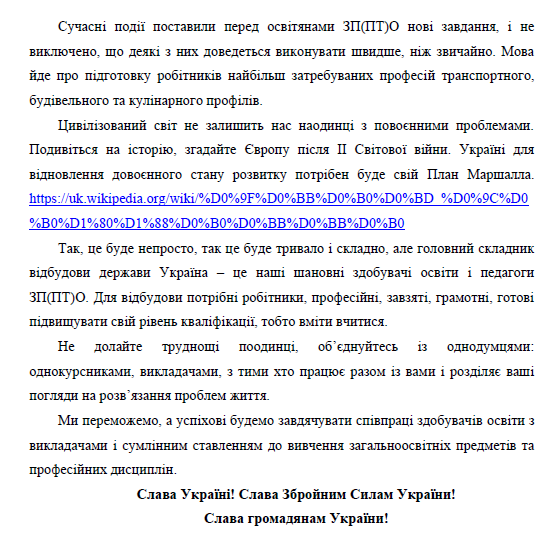 Сучасні події поставили перед освітянами ЗП(ПТ)О нові завдання, і не
виключено, що деякі з них доведеться виконувати швидше, ніж звичайно. Мова
йде про підготовку робітників найбільш затребуваних професій транспортного,
будівельного та кулінарного профілів.
Цивілізований світ не залишить нас наодинці з повоєнними проблемами.
Подивіться на історію, згадайте Європу після ІІ Світової війни. Україні для
відновлення довоєнного стану розвитку потрібен буде свій План Маршалла.
https://uk.wikipedia.org/wiki/%D0%9F%D0%BB%D0%B0%D0%BD_%D0%9C%D0
%B0%D1%80%D1%88%D0%B0%D0%BB%D0%BB%D0%B0
Так, це буде непросто, так це буде тривало і складно, але головний складник
відбудови держави Україна – це наші шановні здобувачі освіти і педагоги
ЗП(ПТ)О. Для відбудови потрібні робітники, професійні, завзяті, грамотні, готові
підвищувати свій рівень кваліфікації, тобто вміти вчитися.
Не долайте труднощі поодинці, об’єднуйтесь із однодумцями:
однокурсниками, викладачами, з тими хто працює разом із вами і розділяє ваші
погляди на розв’язання проблем життя.
Ми переможемо, а успіхові будемо завдячувати співпраці здобувачів освіти з
викладачами і сумлінним ставленням до вивчення загальноосвітніх предметів та
професійних дисциплін.
Слава Україні! Слава Збройним Силам України!
Слава громадянам України!